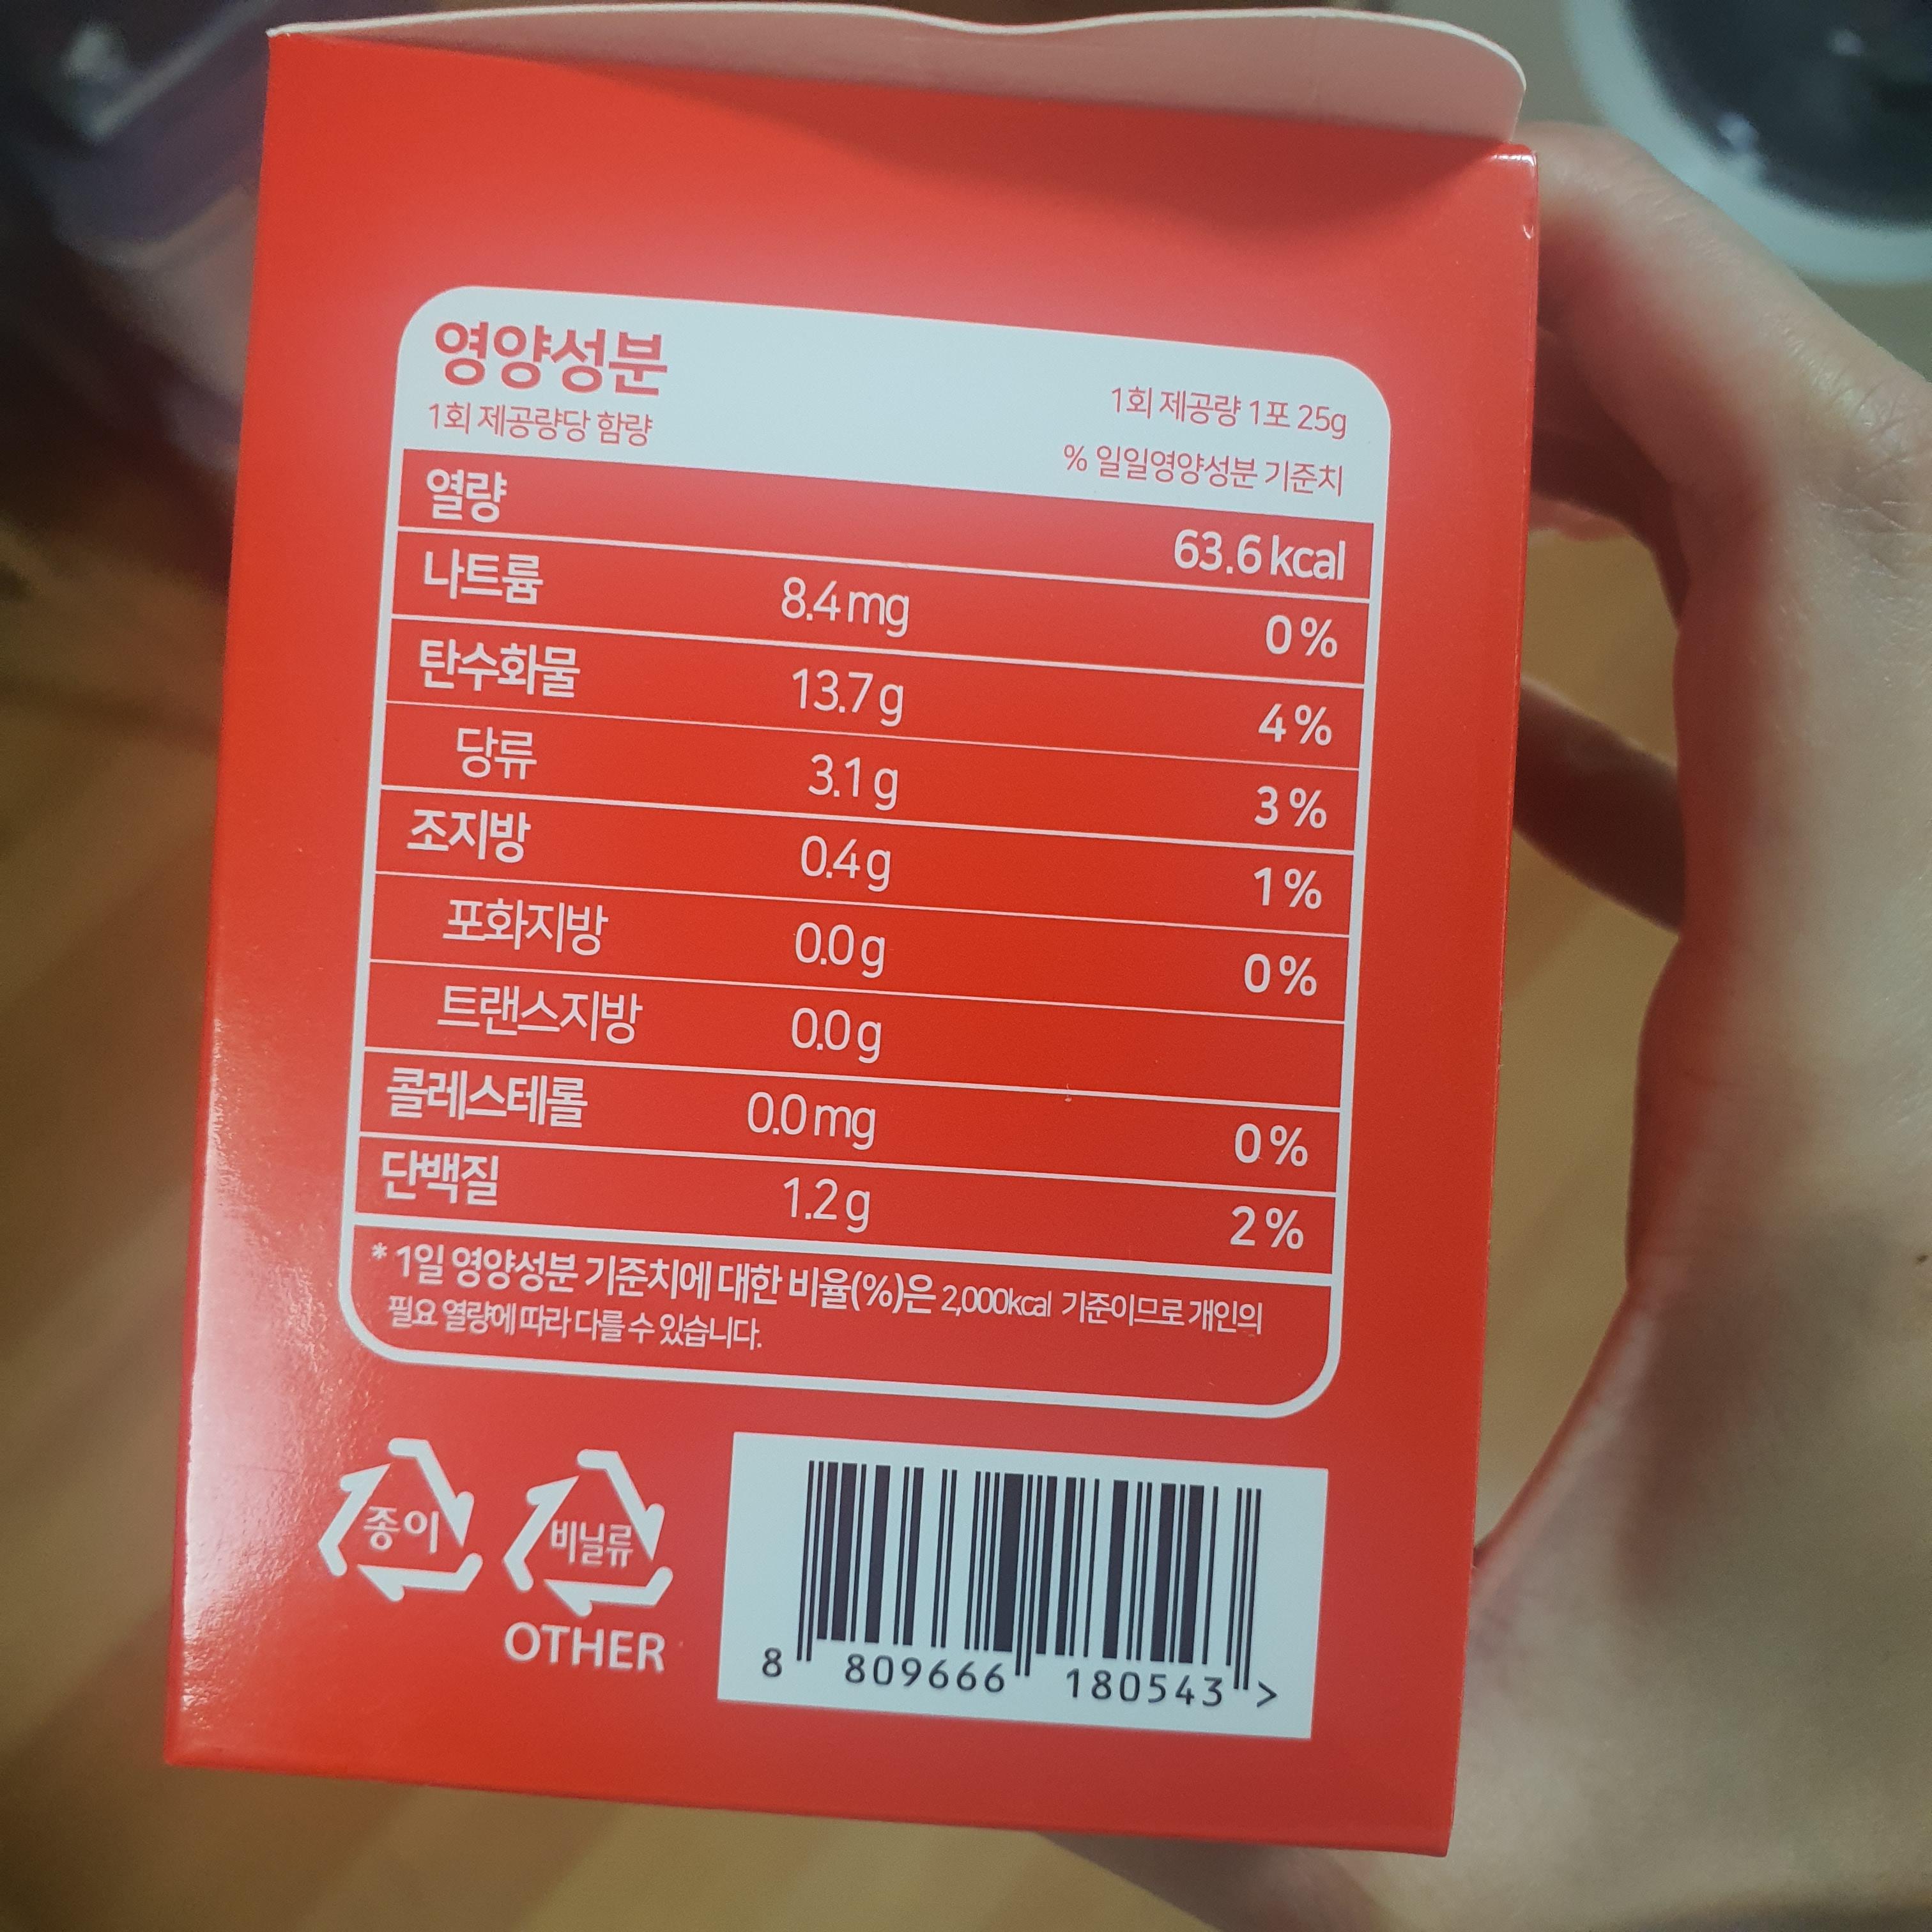 영양성분
1회 제공량당 함량
1회 제공량 1포 25g
% 일일영양성분 기준치
열량 63.6 kcal
나트륨 8.4 mg 0%
탄수화물 13.7 g 4%
당류 3.1 g 3%
조지방 0.4 g 1%
포화지방 0.0 g 0%
트랜스지방 0.0 g
콜레스테롤 0.0 mg 0%
단백질 1.2 g 2%
* 1일 영양성분 기준치에 대한 비율(%)은 2,000kcal 기준이므로 개인의
필요 열량에 따라 다를 수 있습니다.
종이
비닐류
OTHER
8 809666 180543 >